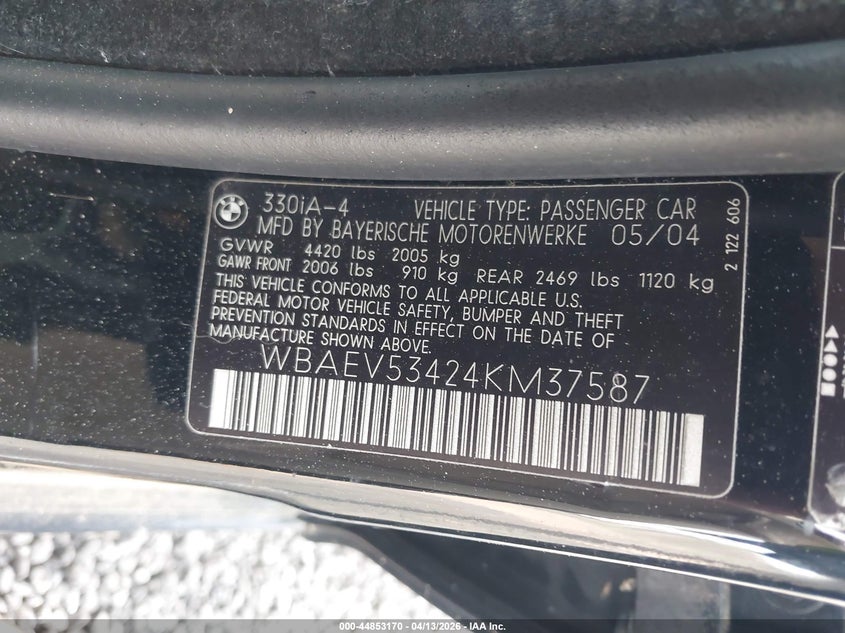 330iA-4 VEHICLE TYPE: PASSENGER CAR
MFD BY BAYERISCHE MOTORENWERKE 05/04
GVWR 4420 lbs 2005 kg
GAWR FRONT 2006 lbs 910 kg REAR 2469 lbs 1120 kg
THIS VEHICLE CONFORMS TO ALL APPLICABLE U.S.
FEDERAL MOTOR VEHICLE SAFETY, BUMPER AND THEFT
PREVENTION STANDARDS IN EFFECT ON THE DATE OF
MANUFACTURE SHOWN ABOVE.
WBAEV53424KM37587
2 122 606
000-44853170 - 04/13/2026 - IAA Inc.